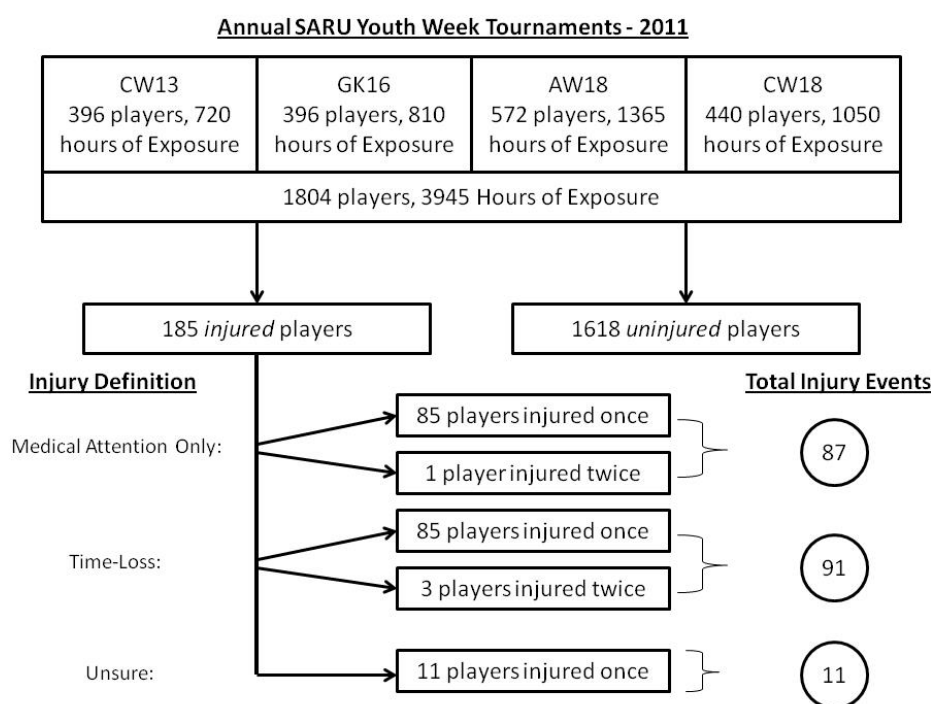 Annual SARU Youth Week Tournaments - 2011
CW13
396 players, 720
hours of Exposure
GK16
396 players, 810
hours of Exposure
AW18
572 players, 1365
hours of Exposure
CW18
440 players, 1050
hours of Exposure
1804 players, 3945 Hours of Exposure
185 injured players
1618 uninjured players
Injury Definition
Total Injury Events
Medical Attention Only:
85 players injured once
1 player injured twice
87
Time-Loss:
85 players injured once
3 players injured twice
91
Unsure:
11 players injured once
11